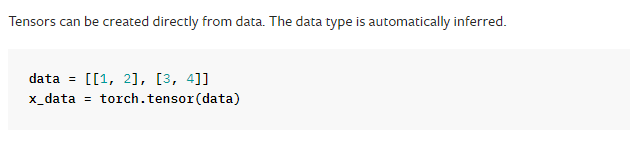 Tensors can be created directly from data. The data type is automatically inferred.
data = [[1, 2], [3, 4]]
x_data = torch.tensor(data)